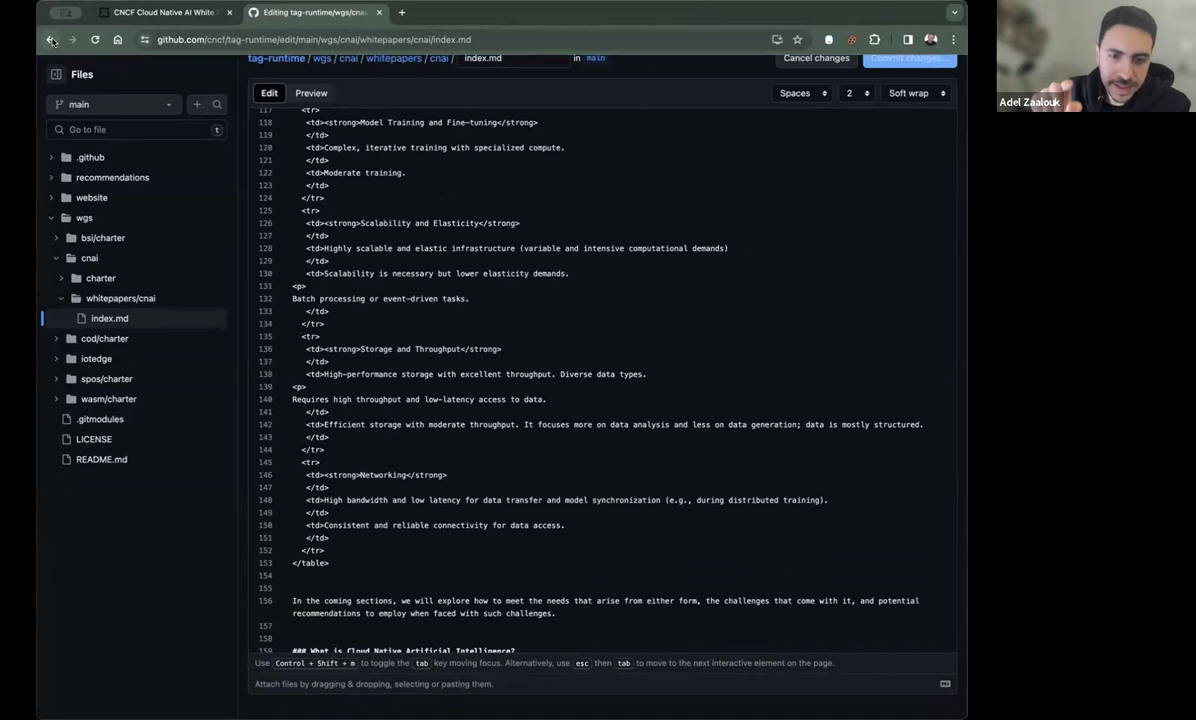 CNCF Cloud Native AI White
Editing tag-runtime/wgs/cnai
github.com/cncf/tag-runtime/edit/main/wgs/cnai/whitepapers/cnai/index.md
Files
tag-runtime / wgs / cnai / whitepapers / cnai / index.md in main
Cancel changes
Commit changes...
main
Edit
Preview
Spaces
2
Soft wrap
Go to file
t
.github
recommendations
website
wgs
bsi/charter
cnai
charter
whitepapers/cnai
index.md
cod/charter
iotedge
spos/charter
wasm/charter
.gitmodules
LICENSE
README.md
117 <tr>
118 <td><strong>Model Training and Fine-tuning</strong>
119 </td>
120 <td>Complex, iterative training with specialized compute.
121 </td>
122 <td>Moderate training.
123 </td>
124 </tr>
125 <tr>
126 <td><strong>Scalability and Elasticity</strong>
127 </td>
128 <td>Highly scalable and elastic infrastructure (variable and intensive computational demands)
129 </td>
130 <td>Scalability is necessary but lower elasticity demands.
131 <p>
132 Batch processing or event-driven tasks.
133 </td>
134 </tr>
135 <tr>
136 <td><strong>Storage and Throughput</strong>
137 </td>
138 <td>High-performance storage with excellent throughput. Diverse data types.
139 <p>
140 Requires high throughput and low-latency access to data.
141 </td>
142 <td>Efficient storage with moderate throughput. It focuses more on data analysis and less on data generation; data is mostly structured.
143 </td>
144 </tr>
145 <tr>
146 <td><strong>Networking</strong>
147 </td>
148 <td>High bandwidth and low latency for data transfer and model synchronization (e.g., during distributed training).
149 </td>
150 <td>Consistent and reliable connectivity for data access.
151 </td>
152 </tr>
153 </table>
154
155
156 In the coming sections, we will explore how to meet the needs that arise from either form, the challenges that come with it, and potential
recommendations to employ when faced with such challenges.
157
158
159 ### What is Cloud Native Artificial Intelligence?
Use Control + Shift + m to toggle the tab key moving focus. Alternatively, use esc then tab to move to the next interactive element on the page.
Attach files by dragging & dropping, selecting or pasting them.
Adel Zaalouk